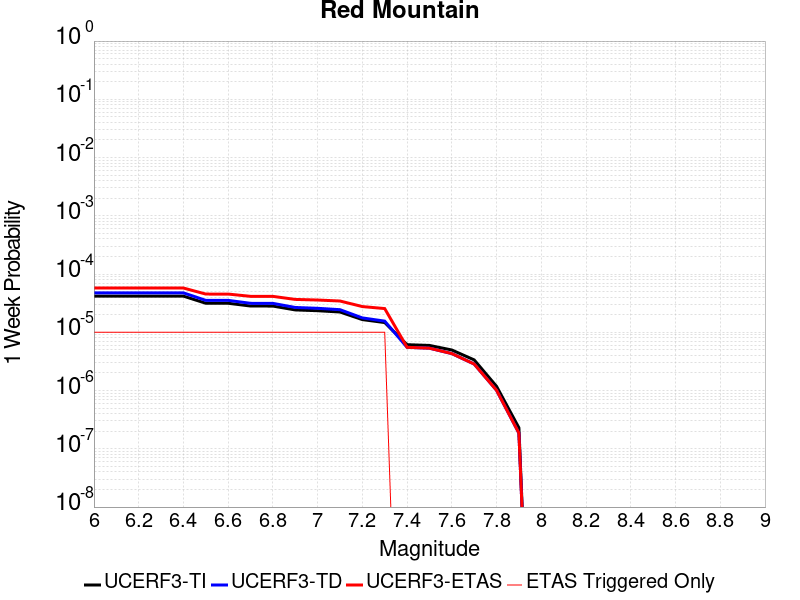 Red Mountain
10^0
10^-1
10^-2
10^-3
10^-4
10^-5
10^-6
10^-7
10^-8
1 Week Probability
6 6.2 6.4 6.6 6.8 7 7.2 7.4 7.6 7.8 8 8.2 8.4 8.6 8.8 9
Magnitude
UCERF3-TI UCERF3-TD UCERF3-ETAS ETAS Triggered Only